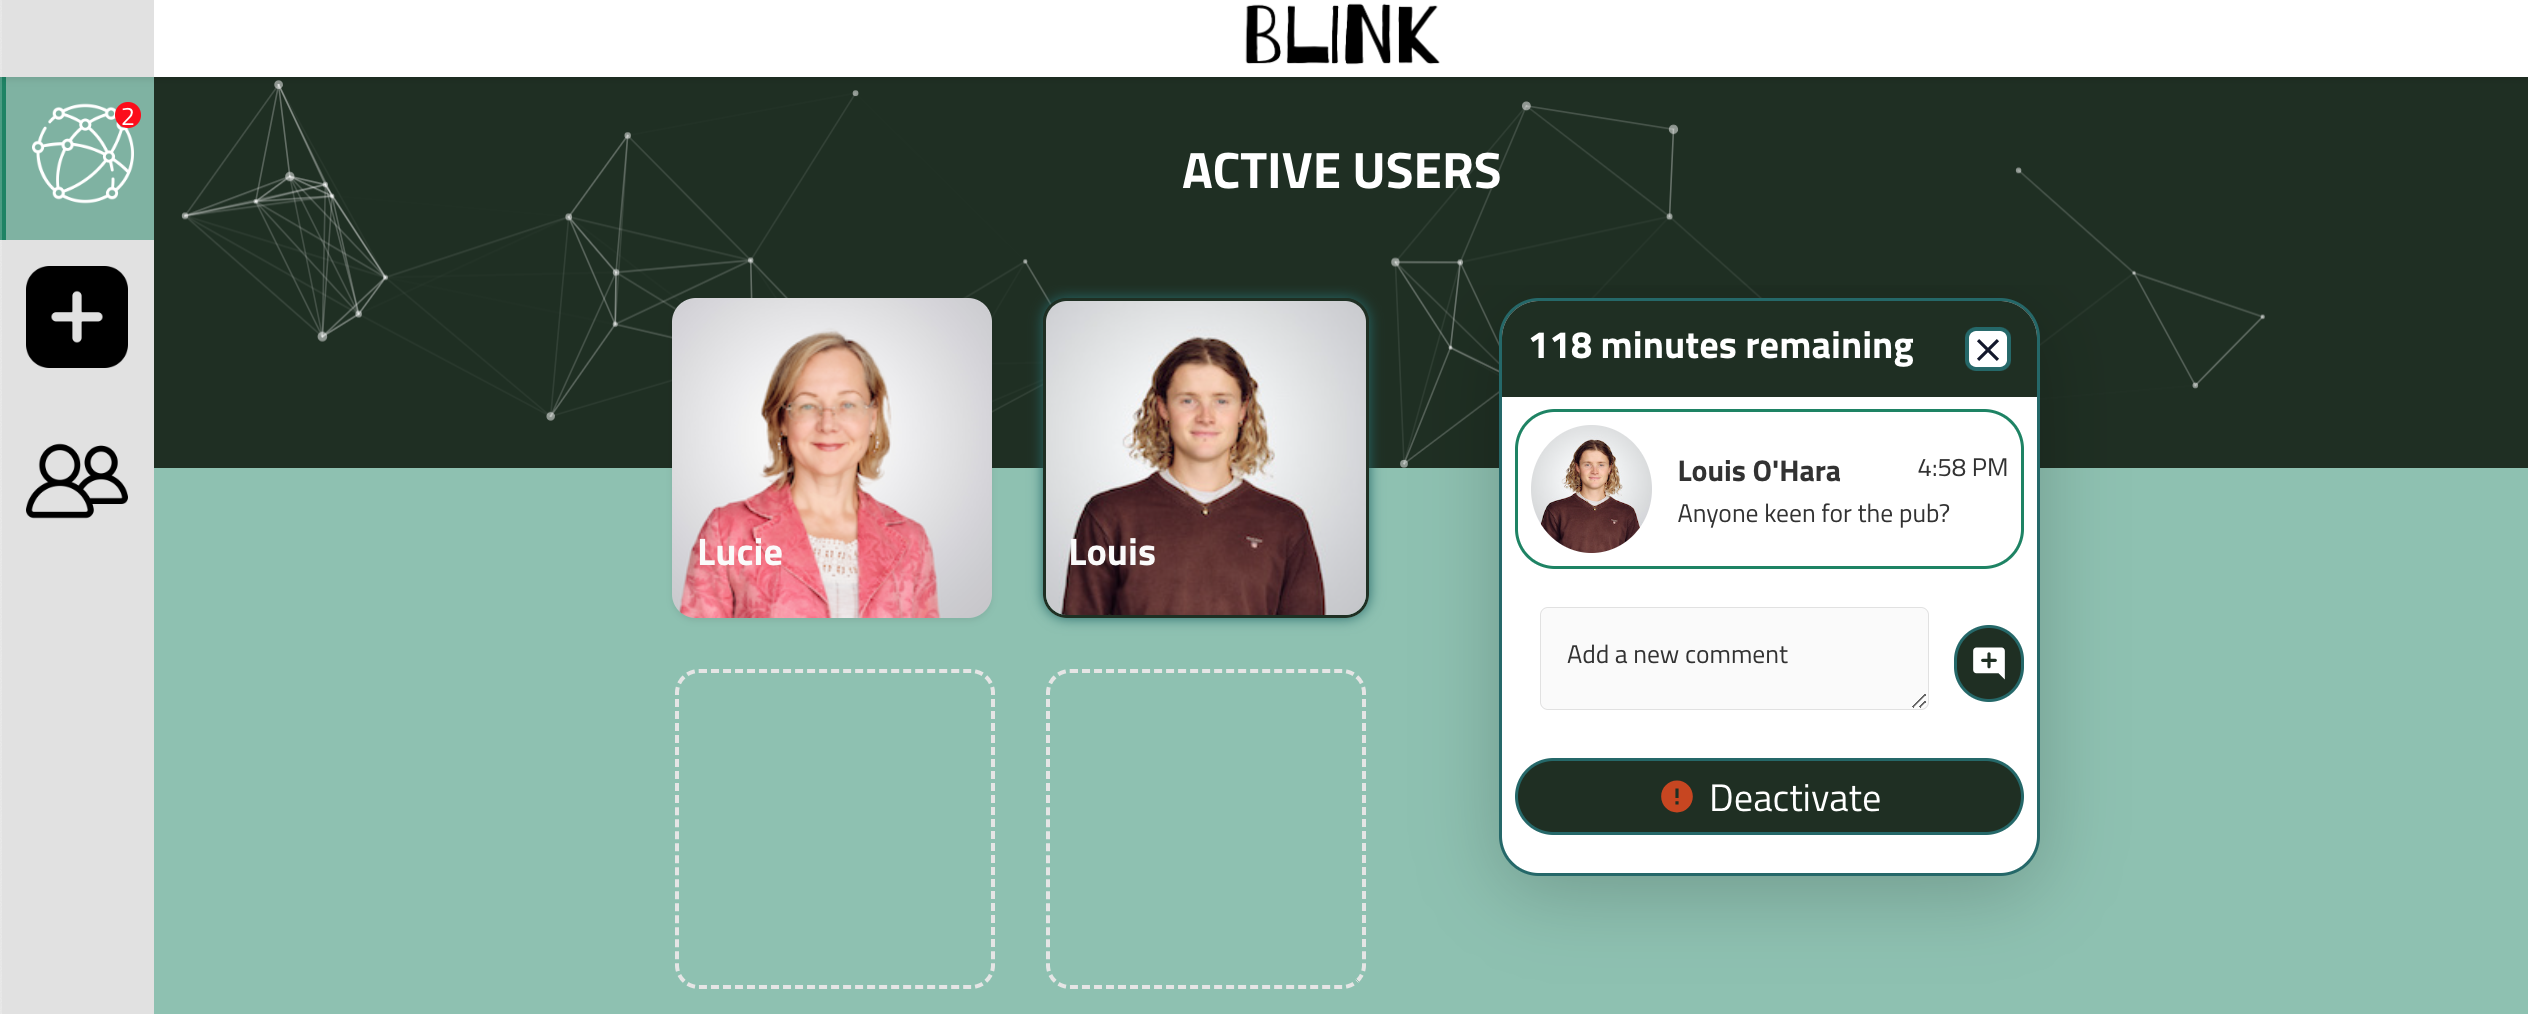 BLINK
2
ACTIVE USERS
Lucie
Louis
118 minutes remaining
Louis O'Hara 4:58 PM
Anyone keen for the pub?
Add a new comment
Deactivate